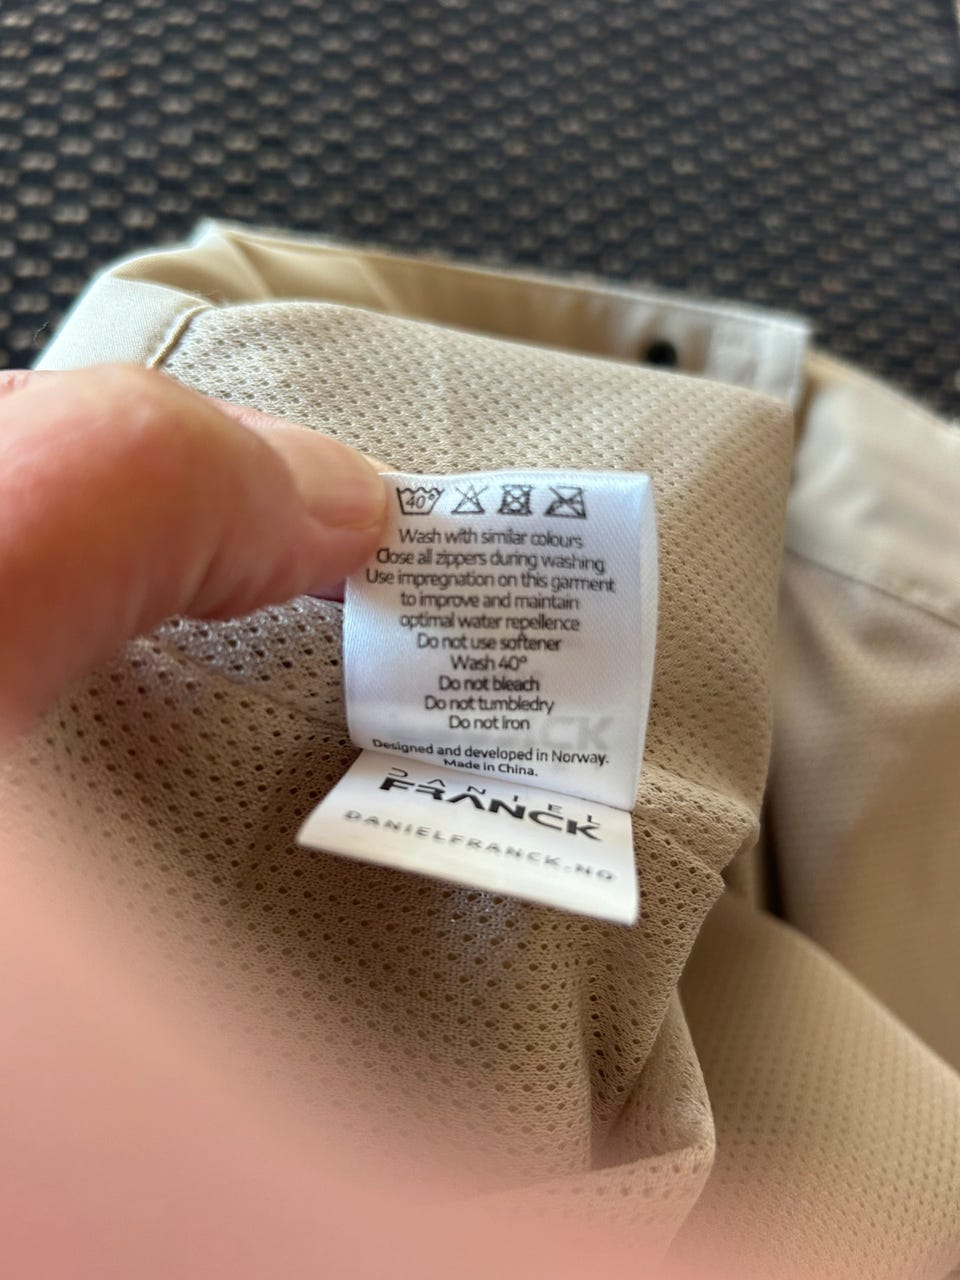 40°
Wash with similar colours
Close all zippers during washing
Use impregnation on this garment
to improve and maintain
optimal water repellence
Do not use softener
Wash 40°
Do not bleach
Do not tumbledry
Do not iron
Designed and developed in Norway.
Made in China.
DANIEL
FRANCK
DANIELFRANCK.NO